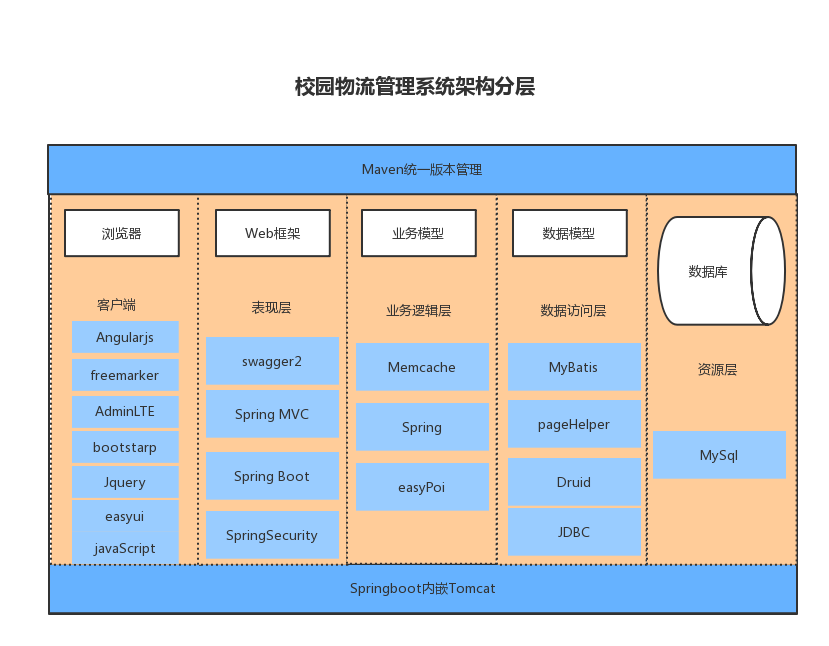 校园物流管理系统架构分层
Maven统一版本管理
浏览器
客户端
Angularjs
freemarker
AdminLTE
bootstarp
Jquery
easyui
javaScript
Web框架
表现层
swagger2
Spring MVC
Spring Boot
SpringSecurity
业务模型
业务逻辑层
Memcache
Spring
easyPoi
数据模型
数据访问层
MyBatis
pageHelper
Druid
JDBC
数据库
资源层
MySql
Springboot内嵌Tomcat